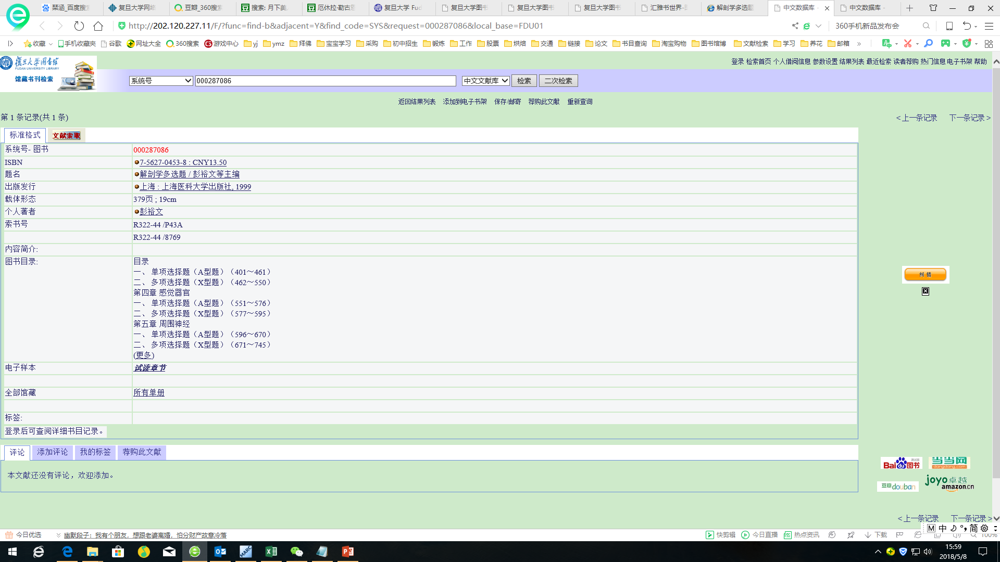 琹涵_百度搜索
复旦大学网络
豆瓣_360搜索
搜索: 月下美
厄休拉·勒古恩
复旦大学 Fud
复旦大学图书
复旦大学图书
复旦大学图书
汇雅书世界-图
解剖学多选题
中文数据库 -
中文数据库 -
http://202.120.227.11/F/?func=find-b&adjacent=Y&find_code=SYS&request=000287086&local_base=FDU01
360手机新品发布会
收藏 手机收藏夹 谷歌 网址大全 360搜索 游戏中心 yj ymz 拜佛 宝宝学习 采购 初中招生 锻炼 工作 股票 烘焙 交通 链接 论文 书目查询 淘宝购物 图书馆博 文献检索 学习 养花 邮箱 »
复旦大学图书馆
FUDAN UNIVERSITY LIBRARY
馆藏书刊检索
登录 检索首页 个人借阅信息 参数设置 结果列表 最近检索 读者荐购 热门信息 电子书架 帮助
系统号 000287086 中文文献库 检索 二次检索
返回结果列表 添加到电子书架 保存/邮寄 荐购此文献 重新查询
第 1 条记录(共 1 条)
< 上一条记录 下一条记录 >
标准格式 文献索取
系统号- 图书 000287086
ISBN 7-5627-0453-8 : CNY13.50
题名 解剖学多选题 / 彭裕文等主编
出版发行 上海 : 上海医科大学出版社, 1999
载体形态 379页 ; 19cm
个人著者 彭裕文
索书号 R322-44 /P43A
R322-44 /8769
内容简介:
图书目录: 目录
一、 单项选择题（A型题）（401～461）
二、 多项选择题（X型题）（462～550）
第四章 感觉器官
一、 单项选择题（A型题）（551～576）
二、 多项选择题（X型题）（577～595）
第五章 周围神经
一、 单项选择题（A型题）（596～670）
二、 多项选择题（X型题）（671～745）
(更多)
纠 错
电子样本 试读章节
全部馆藏 所有单册
标签:
登录后可查阅详细书目记录。
评论 添加评论 我的标签 荐购此文献
本文献还没有评论，欢迎添加。
Bai du 图书
当当网
dangdang.com
豆瓣 douban
joyo 卓越
amazon.cn
< 上一条记录 下一条记录 >
M 中 简
今日优选 幽默段子：我有个朋友，想跟老婆离婚，怕分财产故意冷落
快剪辑 今日直播 热点资讯 下载 100%
15:59
2018/5/8